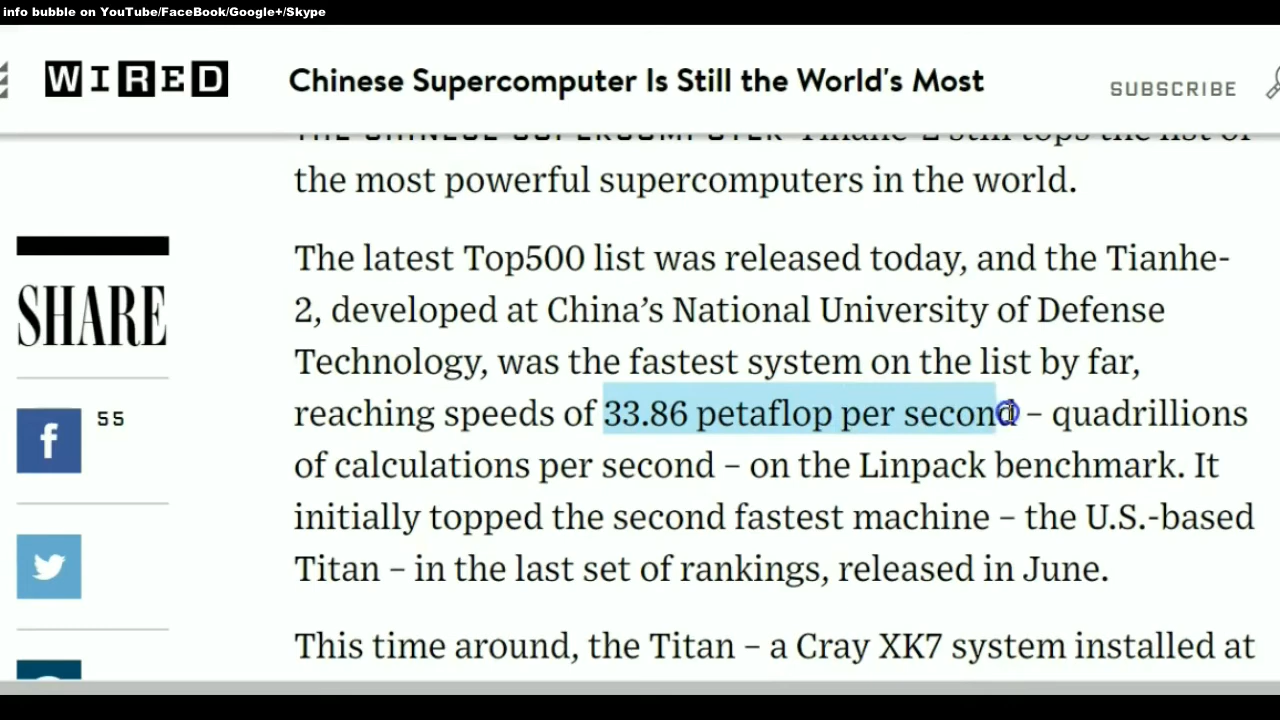 info bubble on YouTube/FaceBook/Google+/Skype
WIRED
Chinese Supercomputer Is Still the World's Most
SUBSCRIBE
THE CHINESE SUPERCOMPUTER Tianhe-2 still tops the list of
the most powerful supercomputers in the world.
SHARE
55
The latest Top500 list was released today, and the Tianhe-
2, developed at China’s National University of Defense
Technology, was the fastest system on the list by far,
reaching speeds of 33.86 petaflop per second – quadrillions
of calculations per second – on the Linpack benchmark. It
initially topped the second fastest machine – the U.S.-based
Titan – in the last set of rankings, released in June.
This time around, the Titan – a Cray XK7 system installed at